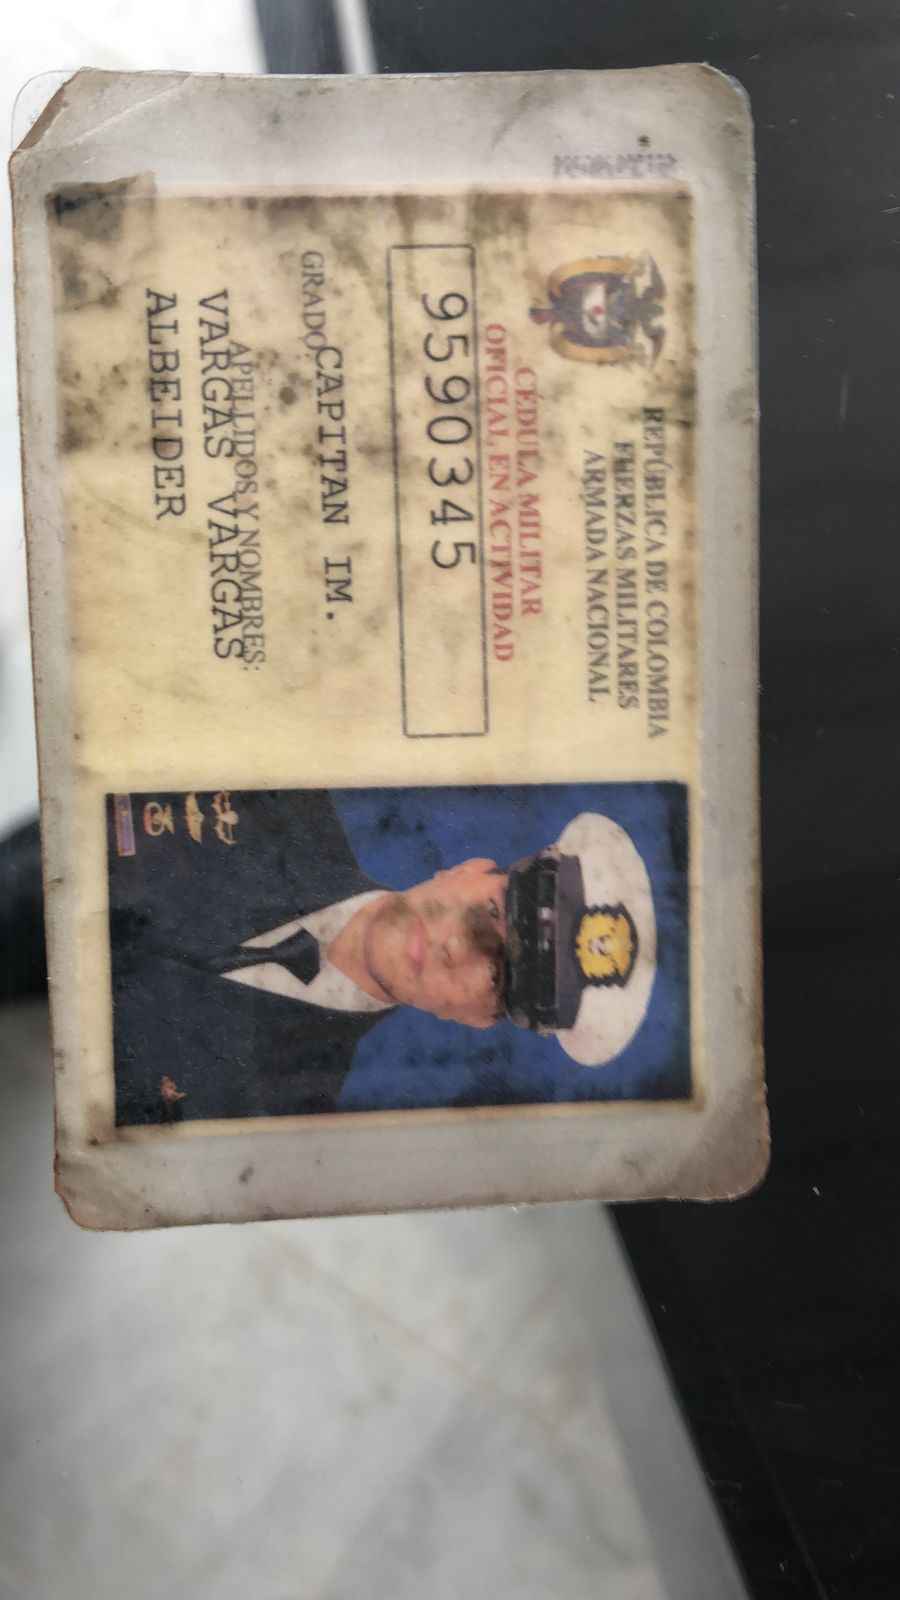 REPÚBLICA DE COLOMBIA
FUERZAS MILITARES
ARMADA NACIONAL
CÉDULA MILITAR
OFICIAL EN ACTIVIDAD
9590345
GRADO:
CAPITAN IM.
APELLIDOS Y NOMBRES:
VARGAS VARGAS
ALBEIDER